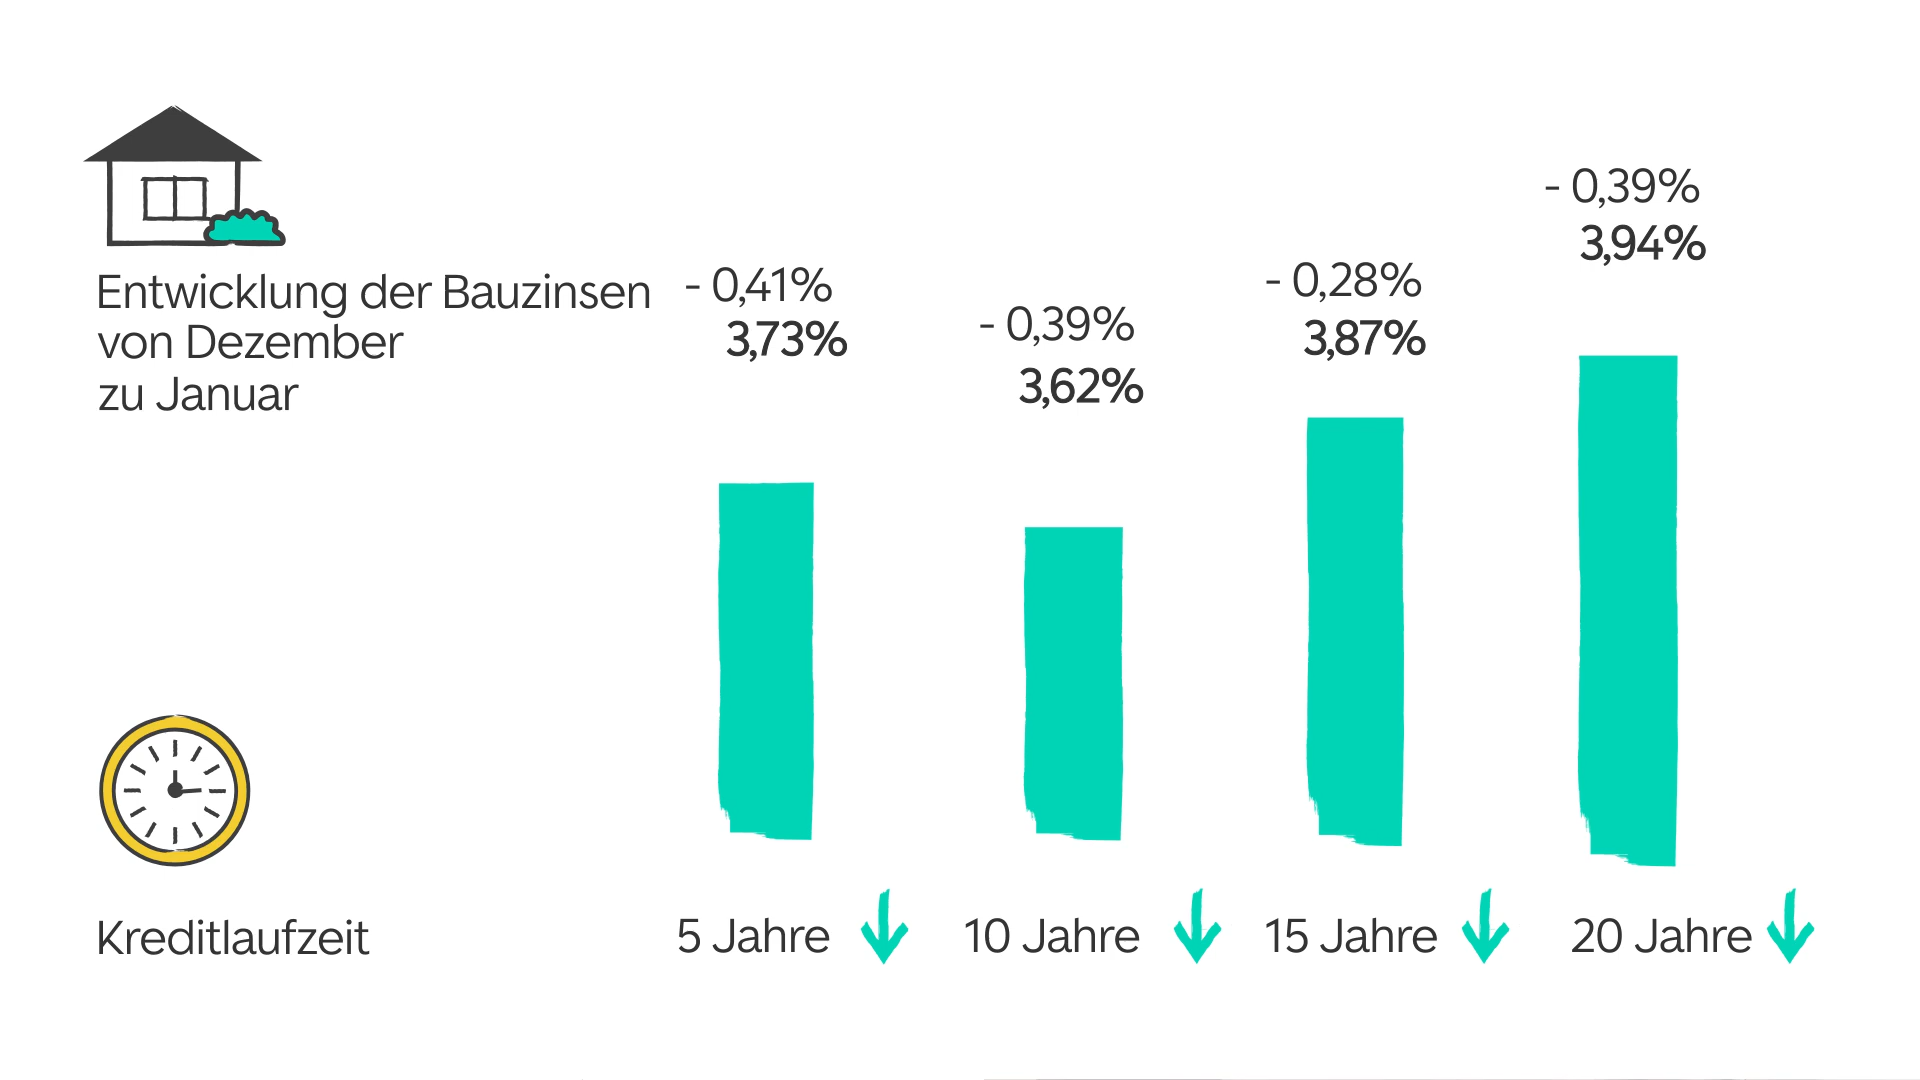 Entwicklung der Bauzinsen
von Dezember
zu Januar
- 0,41%
3,73%
- 0,39%
3,62%
- 0,28%
3,87%
- 0,39%
3,94%
Kreditlaufzeit
5 Jahre
10 Jahre
15 Jahre
20 Jahre